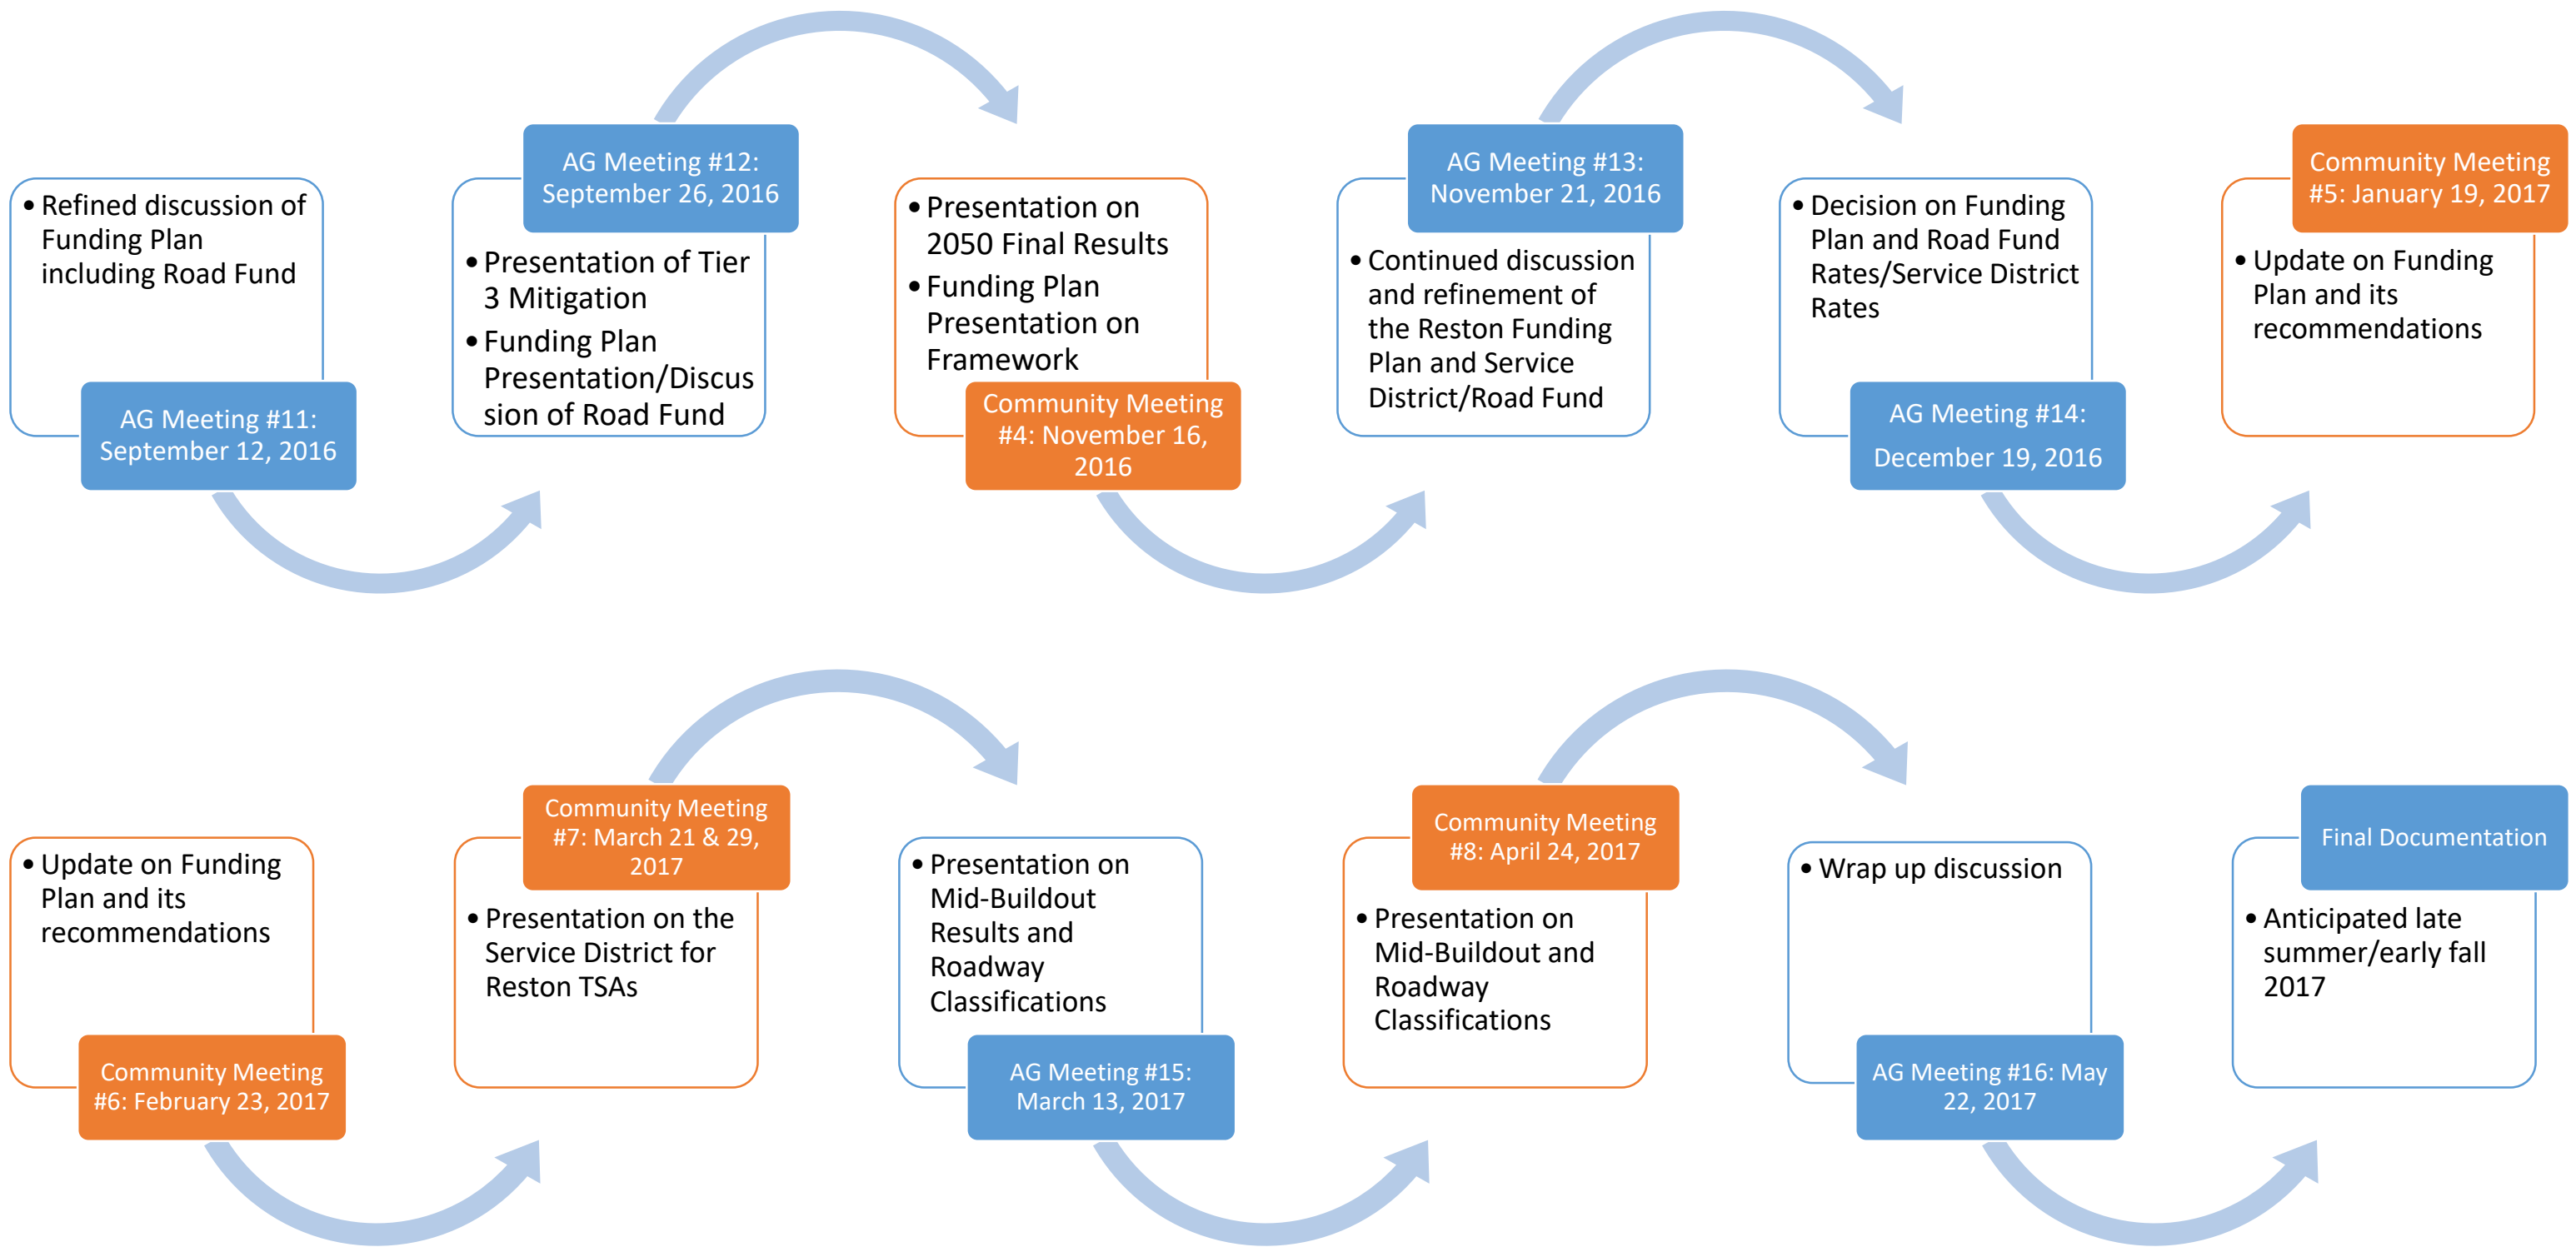 • Refined discussion of
Funding Plan
including Road Fund
AG Meeting #11:
September 12, 2016
AG Meeting #12:
September 26, 2016
• Presentation of Tier
3 Mitigation
• Funding Plan
Presentation/Discus
sion of Road Fund
• Presentation on
2050 Final Results
• Funding Plan
Presentation on
Framework
Community Meeting
#4: November 16,
2016
AG Meeting #13:
November 21, 2016
• Continued discussion
and refinement of
the Reston Funding
Plan and Service
District/Road Fund
• Decision on Funding
Plan and Road Fund
Rates/Service District
Rates
AG Meeting #14:
December 19, 2016
Community Meeting
#5: January 19, 2017
• Update on Funding
Plan and its
recommendations
• Update on Funding
Plan and its
recommendations
Community Meeting
#6: February 23, 2017
Community Meeting
#7: March 21 & 29,
2017
• Presentation on the
Service District for
Reston TSAs
• Presentation on
Mid-Buildout
Results and
Roadway
Classifications
AG Meeting #15:
March 13, 2017
Community Meeting
#8: April 24, 2017
• Presentation on
Mid-Buildout and
Roadway
Classifications
• Wrap up discussion
AG Meeting #16: May
22, 2017
Final Documentation
• Anticipated late
summer/early fall
2017